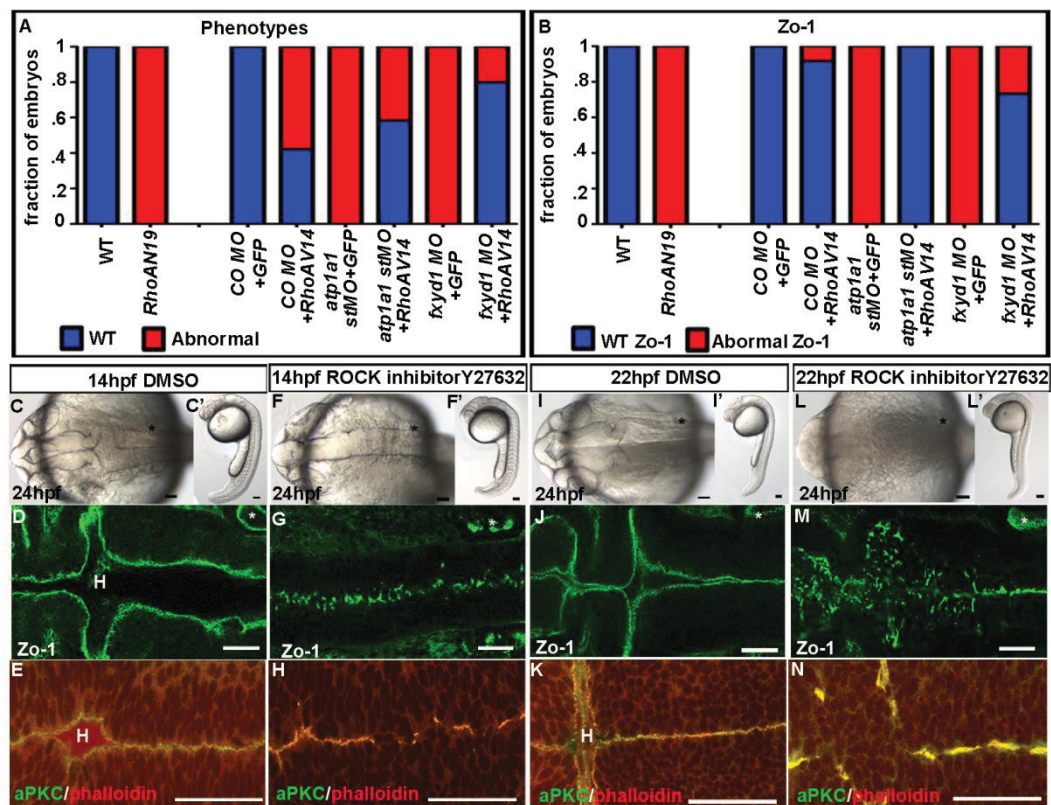 A
Phenotypes
fraction of embryos
1
.8
.6
.4
.2
0
WT
RhoAN19
CO MO
+GFP
CO MO
+RhoAV14
atp1a1
stMO+GFP
atp1a1 stMO
+RhoAV14
fxyd1 MO
+GFP
fxyd1 MO
+RhoAV14
WT
Abnormal
B
Zo-1
fraction of embryos
1
.8
.6
.4
.2
0
WT
RhoAN19
CO MO
+GFP
CO MO
+RhoAV14
atp1a1
stMO+GFP
atp1a1 stMO
+RhoAV14
fxyd1 MO
+GFP
fxyd1 MO
+RhoAV14
WT Zo-1
Abormal Zo-1
14hpf DMSO
14hpf ROCK inhibitorY27632
22hpf DMSO
22hpf ROCK inhibitorY27632
C
*
24hpf
C'
F
*
24hpf
F'
I
*
24hpf
I'
L
*
24hpf
L'
D
*
H
Zo-1
G
*
Zo-1
J
*
Zo-1
M
*
Zo-1
E
H
aPKC/phalloidin
H
aPKC/phalloidin
K
H
aPKC/phalloidin
N
aPKC/phalloidin